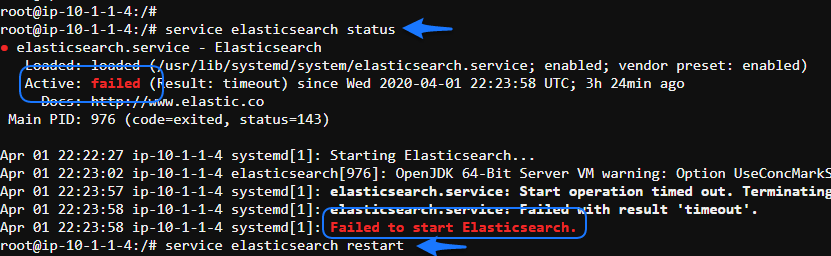 root@ip-10-1-1-4:/#
root@ip-10-1-1-4:/# service elasticsearch status
● elasticsearch.service - Elasticsearch
Loaded: loaded (/usr/lib/systemd/system/elasticsearch.service; enabled; vendor preset: enabled)
Active: failed (Result: timeout) since Wed 2020-04-01 22:23:58 UTC; 3h 24min ago
Docs: http://www.elastic.co
Main PID: 976 (code=exited, status=143)
Apr 01 22:22:27 ip-10-1-1-4 systemd[1]: Starting Elasticsearch...
Apr 01 22:23:02 ip-10-1-1-4 elasticsearch[976]: OpenJDK 64-Bit Server VM warning: Option UseConcMarkS
Apr 01 22:23:57 ip-10-1-1-4 systemd[1]: elasticsearch.service: Start operation timed out. Terminating
Apr 01 22:23:58 ip-10-1-1-4 systemd[1]: elasticsearch.service: Failed with result 'timeout'.
Apr 01 22:23:58 ip-10-1-1-4 systemd[1]: Failed to start Elasticsearch.
root@ip-10-1-1-4:/# service elasticsearch restart